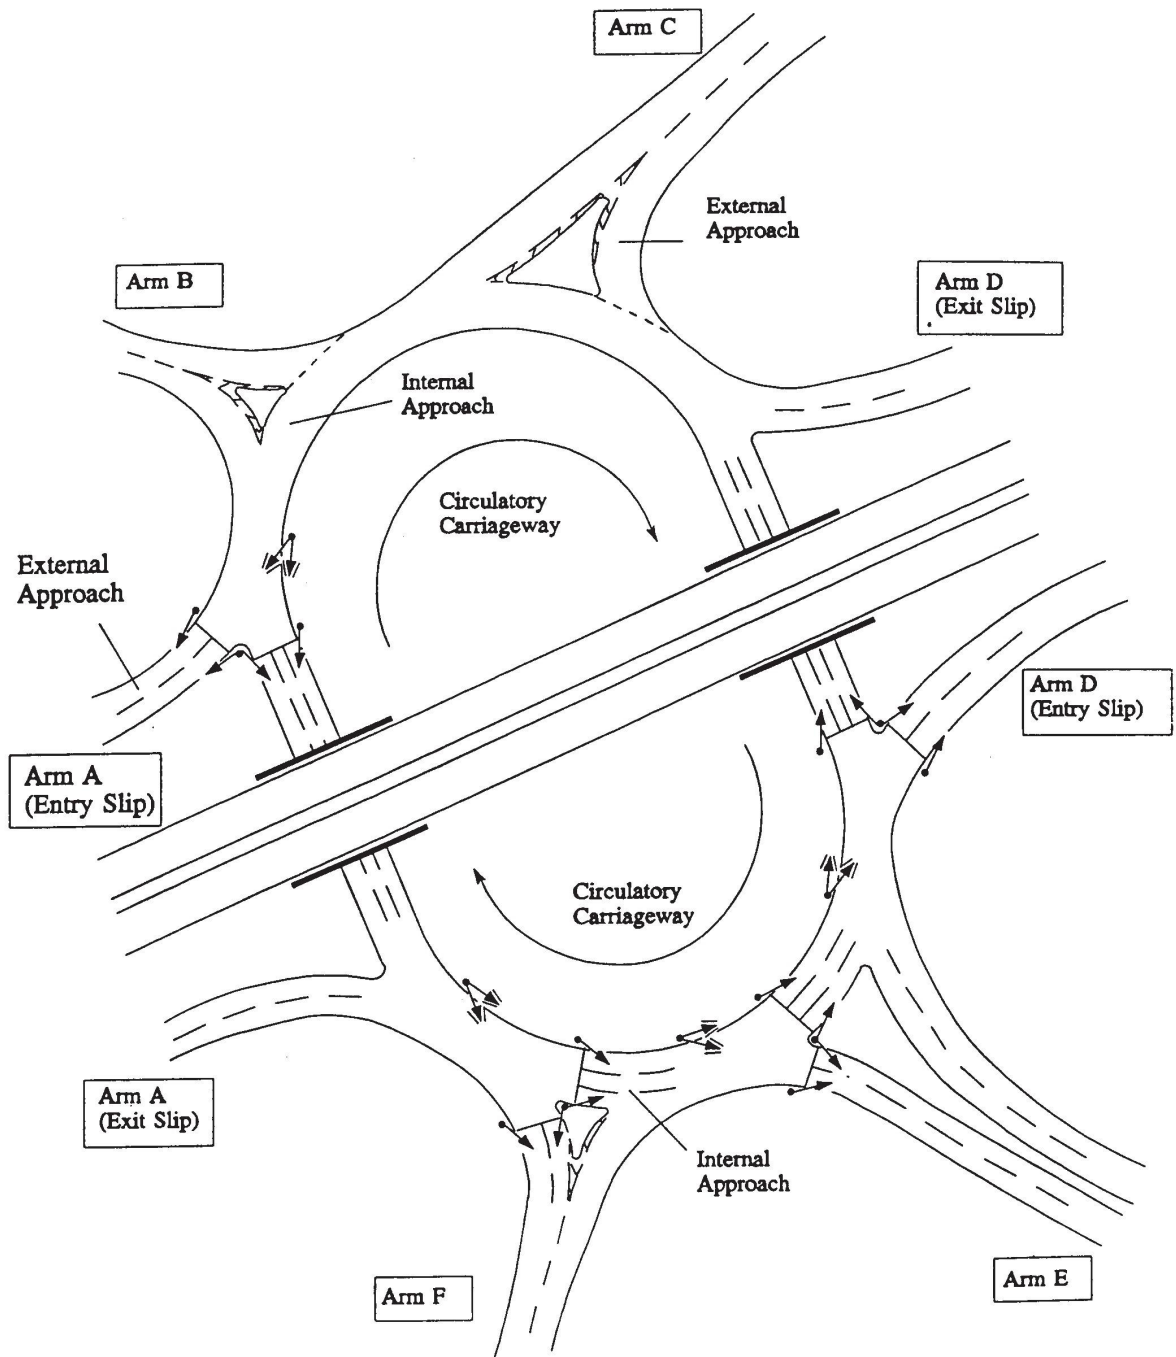 Arm C
External
Approach
Arm B
Arm D
(Exit Slip)
Internal
Approach
Circulatory
Carriageway
External
Approach
Arm D
(Entry Slip)
Arm A
(Entry Slip)
Circulatory
Carriageway
Arm A
(Exit Slip)
Internal
Approach
Arm E
Arm F